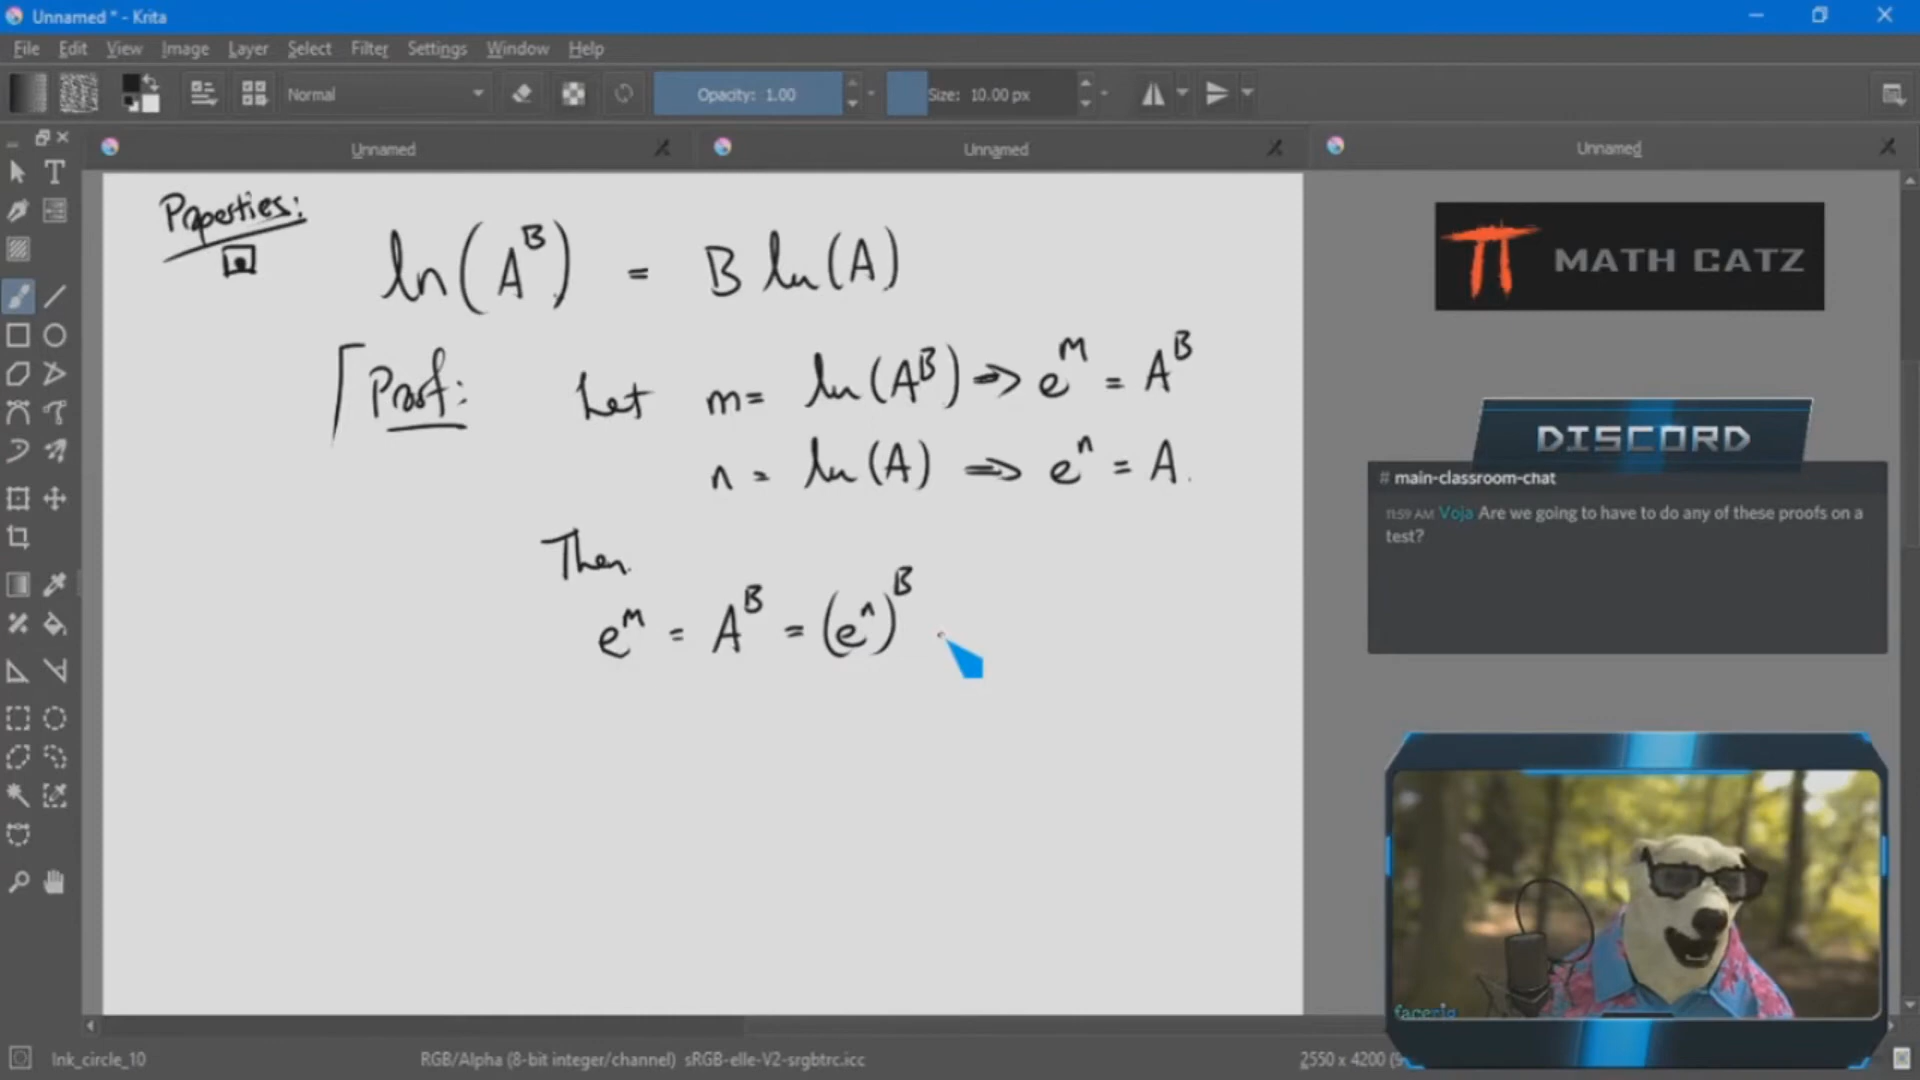 Unnamed * - Krita
File Edit View Image Layer Select Filter Settings Window Help
Normal Opacity: 1.00 Size: 10.00 px
Unnamed Unnamed Unnamed
Properties:
ln(A^B) = B ln(A)
Proof: Let m = ln(A^B) ⇒ e^m = A^B
n = ln(A) ⇒ e^n = A.
Then
e^m = A^B = (e^n)^B
MATH CATZ
DISCORD
# main-classroom-chat
11:59 AM Voja Are we going to have to do any of these proofs on a
test?
facerig
Ink_circle_10 RGB/Alpha (8-bit integer/channel) sRGB-elle-V2-srgbtrc.icc 2550 x 4200